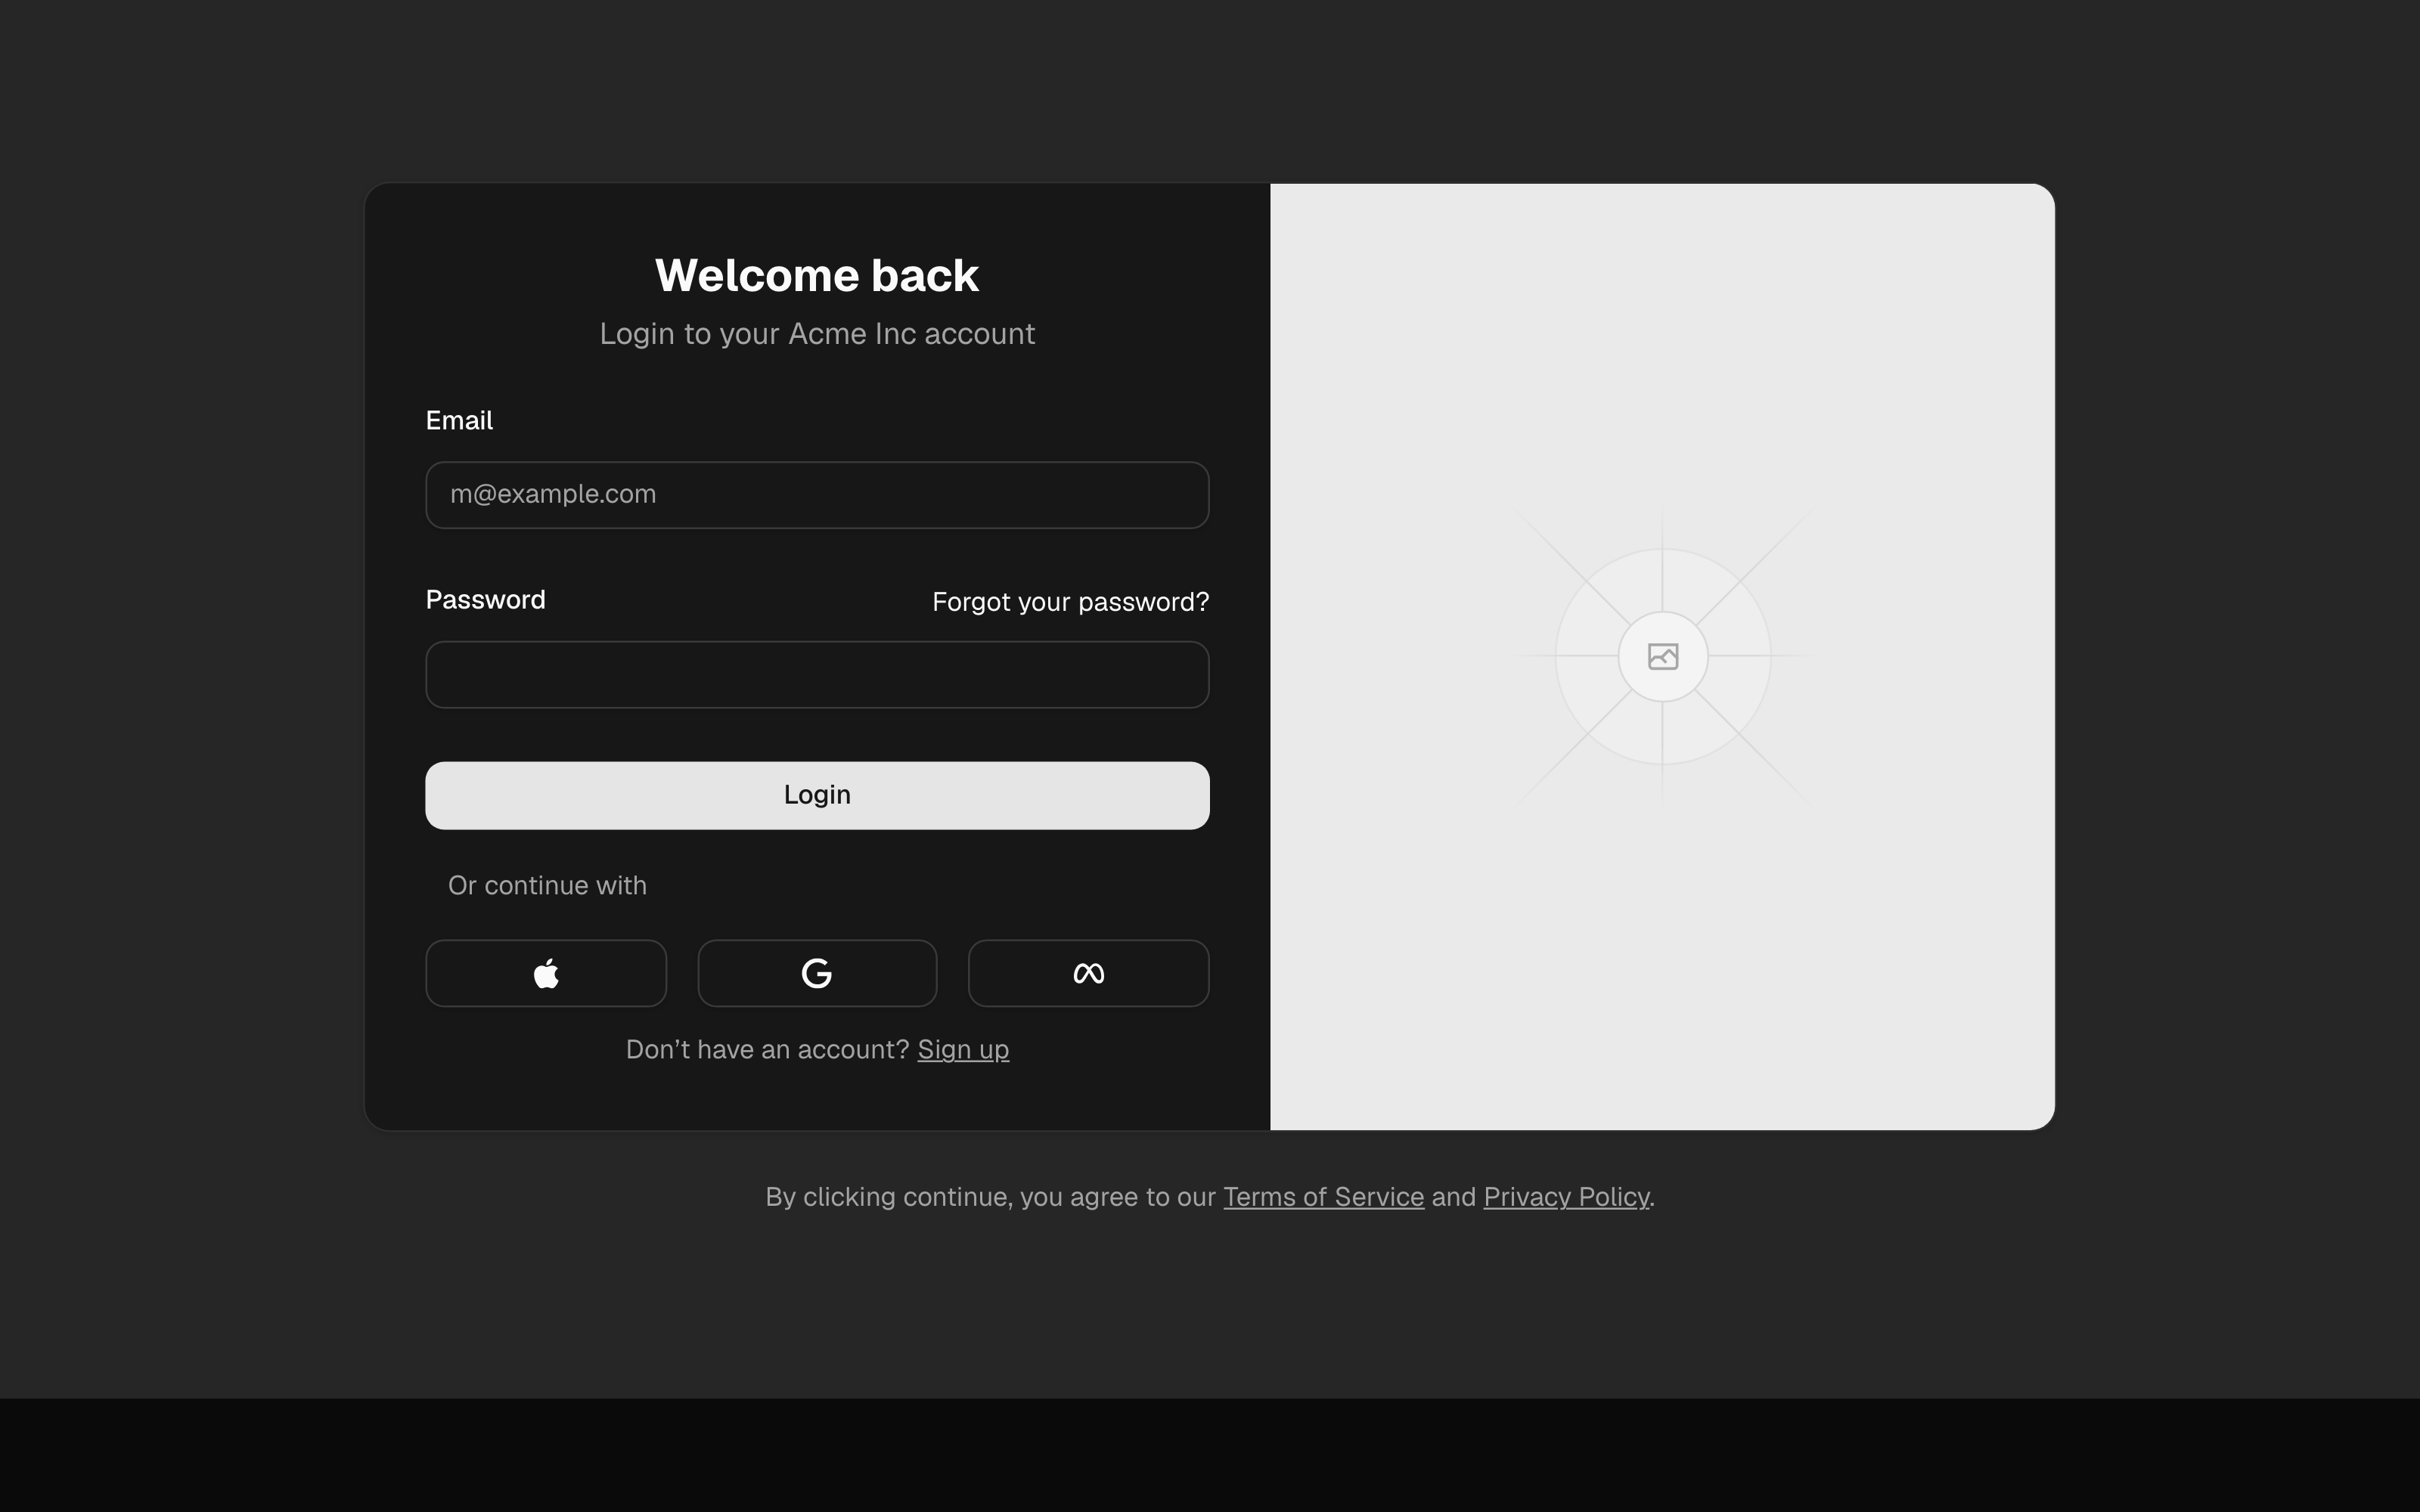 Welcome back
Login to your Acme Inc account
Email
m@example.com
Password
Forgot your password?
Login
Or continue with
Don’t have an account? Sign up
By clicking continue, you agree to our Terms of Service and Privacy Policy.